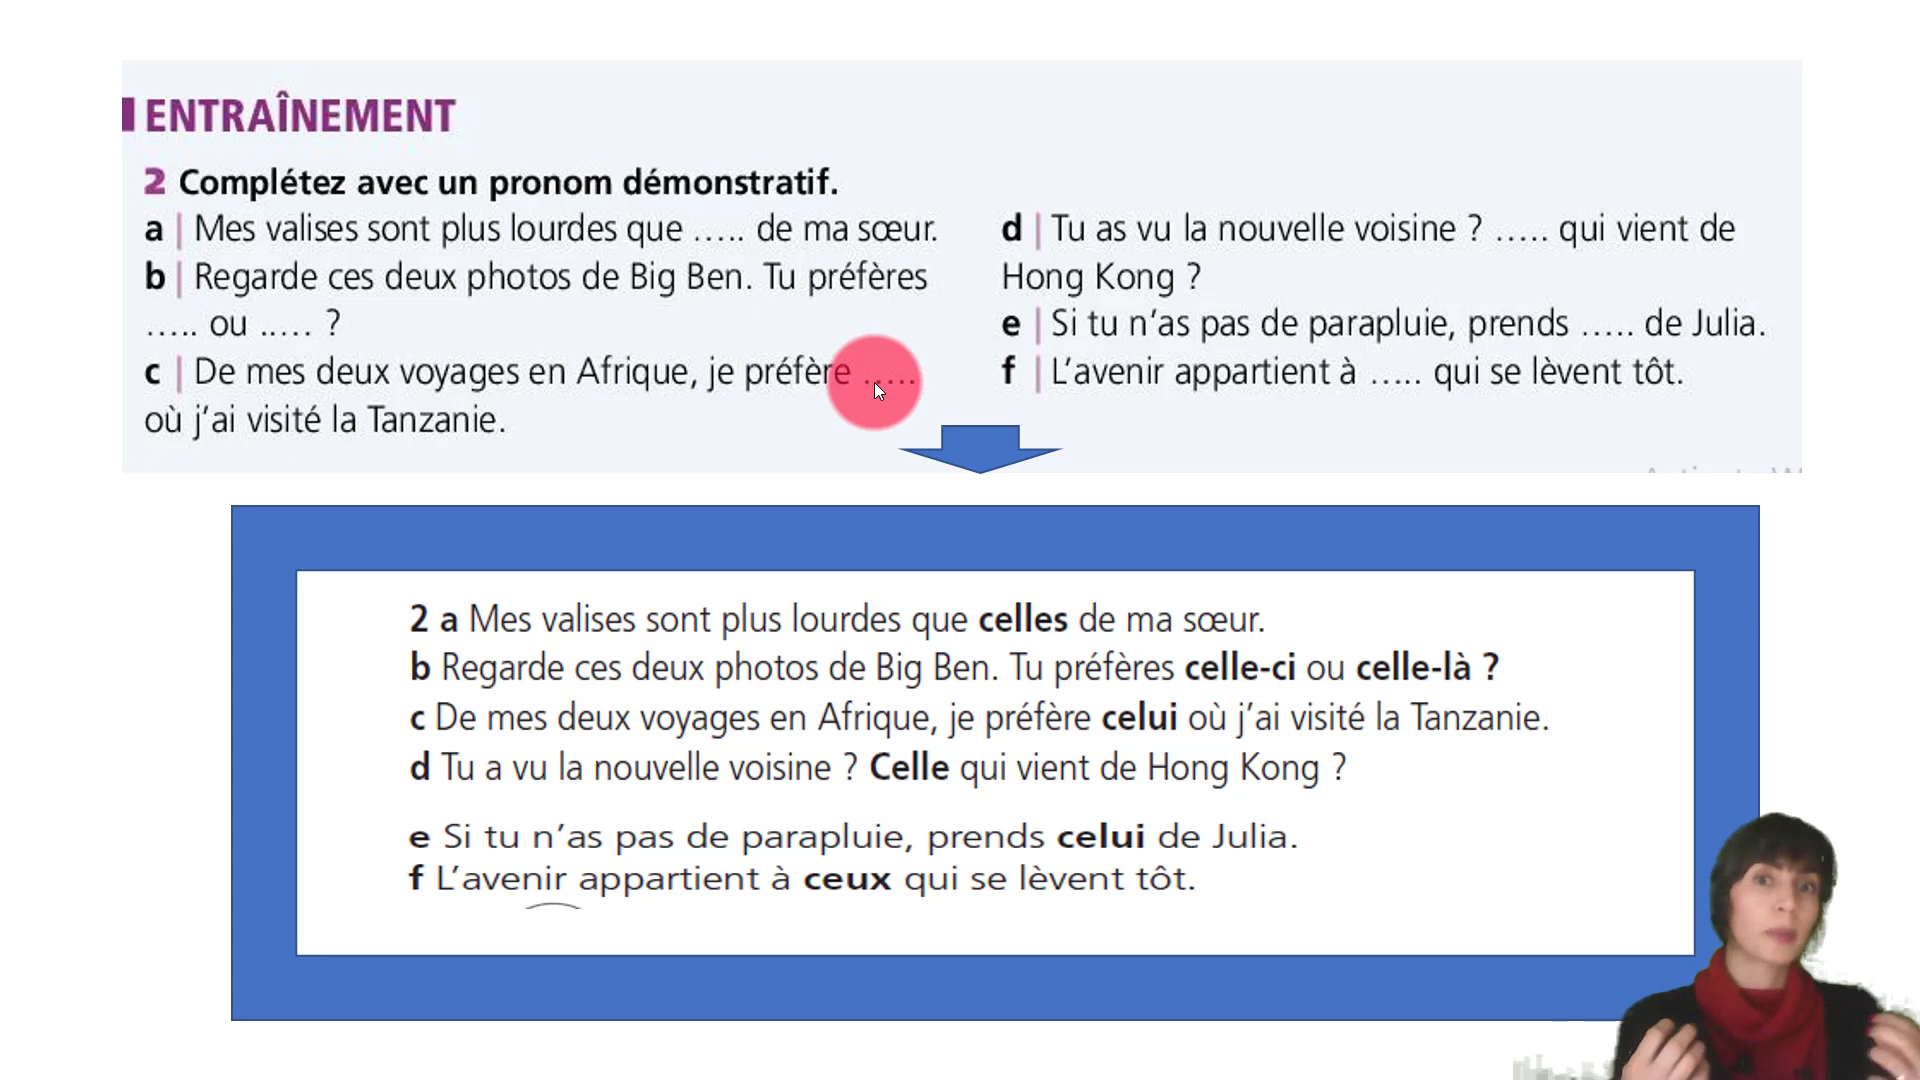 ENTRAÎNEMENT
2 Complétez avec un pronom démonstratif.
a | Mes valises sont plus lourdes que ….. de ma sœur.
b | Regarde ces deux photos de Big Ben. Tu préfères
….. ou ..… ?
c | De mes deux voyages en Afrique, je préfère …..
où j’ai visité la Tanzanie.
d | Tu as vu la nouvelle voisine ? ….. qui vient de
Hong Kong ?
e | Si tu n’as pas de parapluie, prends ….. de Julia.
f | L’avenir appartient à ….. qui se lèvent tôt.
2 a Mes valises sont plus lourdes que celles de ma sœur.
b Regarde ces deux photos de Big Ben. Tu préfères celle-ci ou celle-là ?
c De mes deux voyages en Afrique, je préfère celui où j’ai visité la Tanzanie.
d Tu a vu la nouvelle voisine ? Celle qui vient de Hong Kong ?
e Si tu n’as pas de parapluie, prends celui de Julia.
f L’avenir appartient à ceux qui se lèvent tôt.